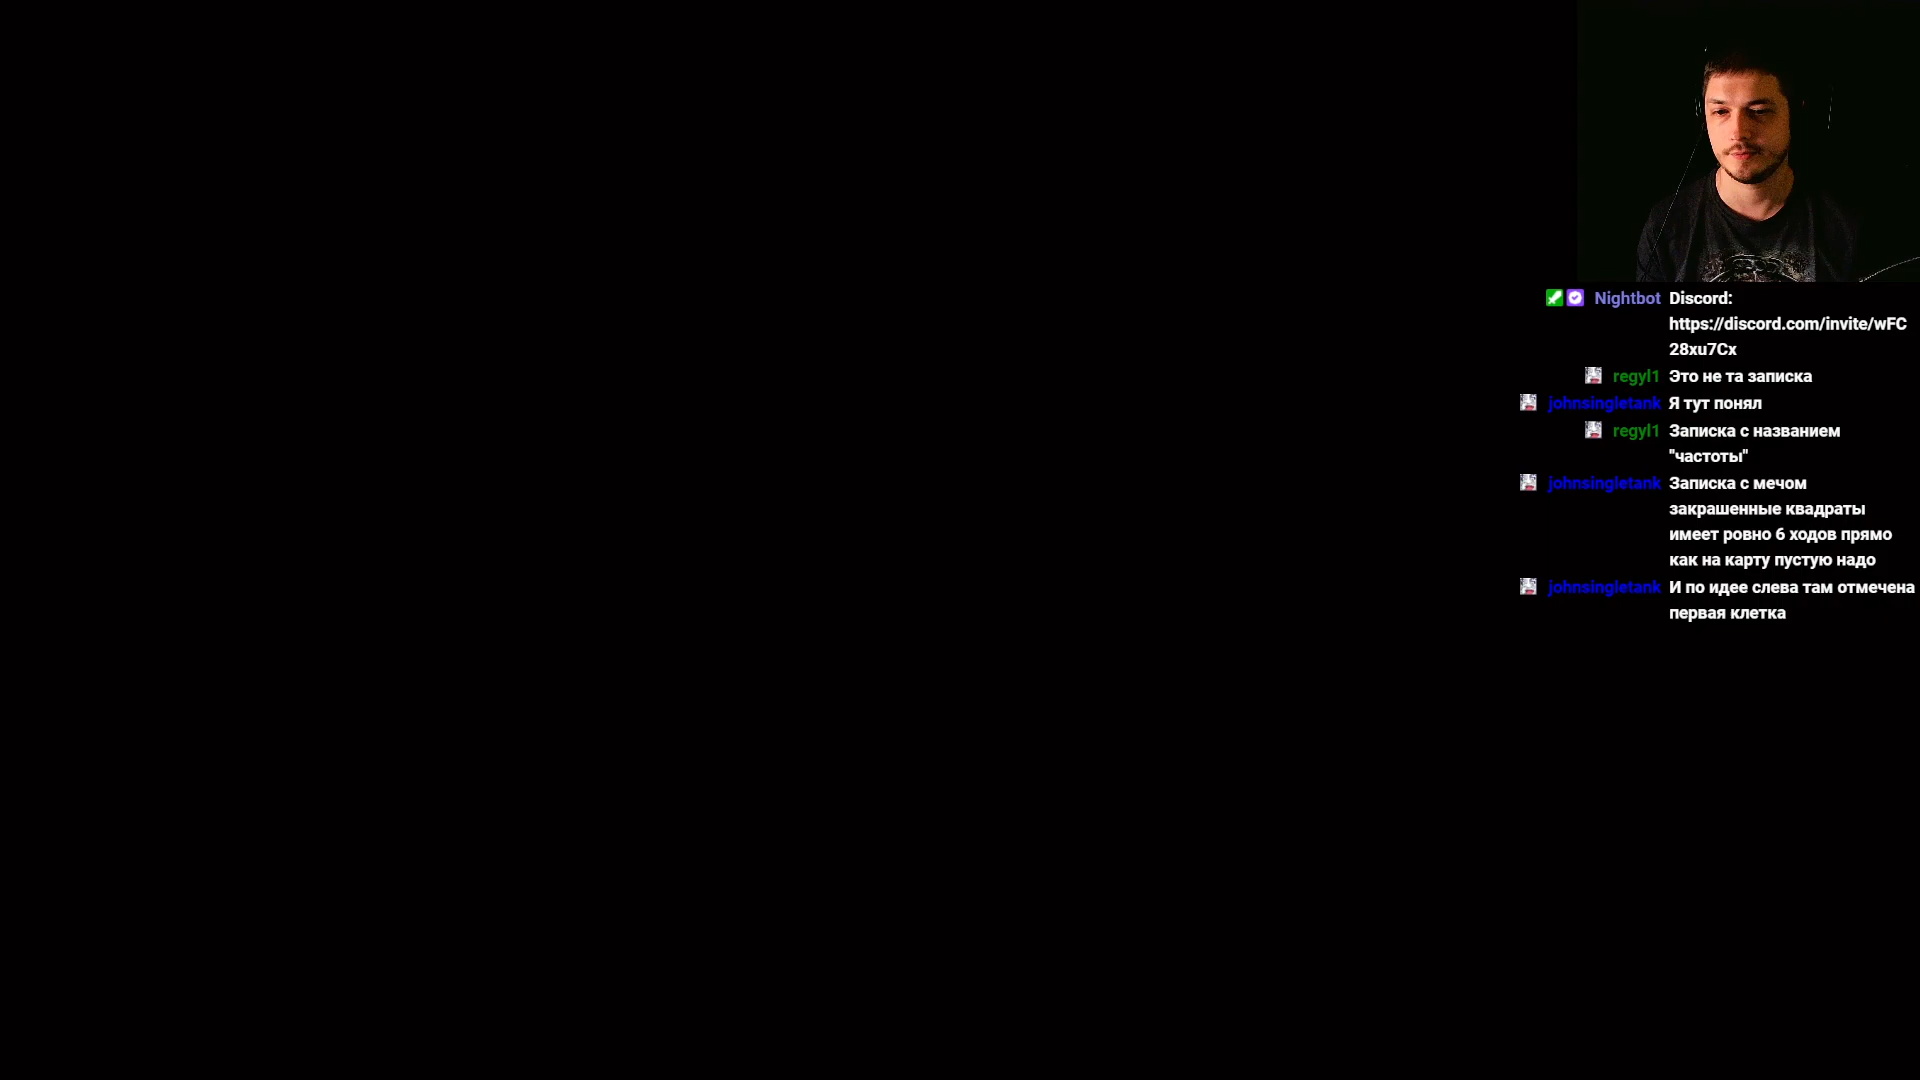 Nightbot Discord:
https://discord.com/invite/wFC
28xu7Cx
regyl1 Это не та записка
johnsingletank Я тут понял
regyl1 Записка с названием
"частоты"
johnsingletank Записка с мечом
закрашенные квадраты
имеет ровно 6 ходов прямо
как на карту пустую надо
johnsingletank И по идее слева там отмечена
первая клетка